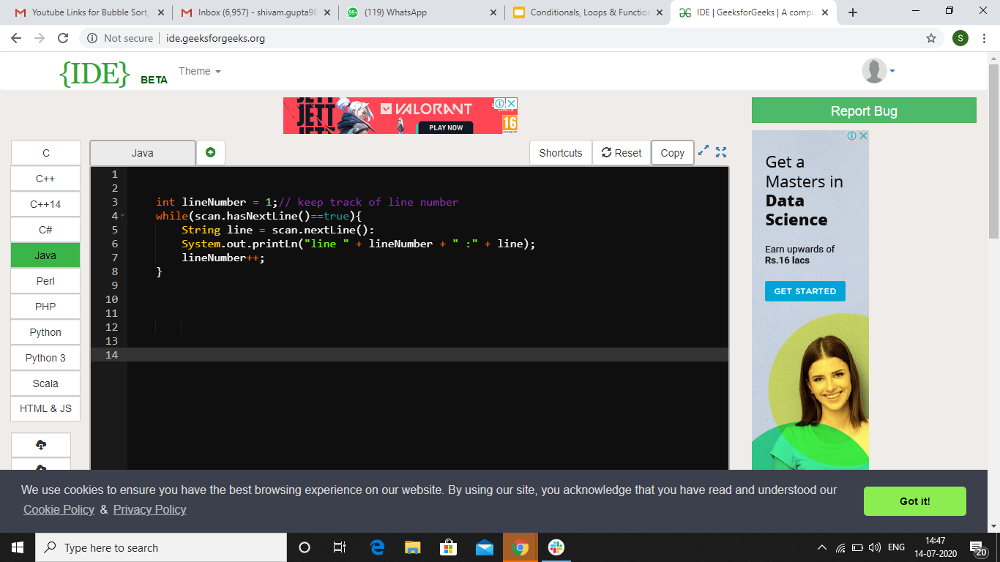 Youtube Links for Bubble Sort,
Inbox (6,957) - shivam.gupta98
99+ (119) WhatsApp
Conditionals, Loops & Function
IDE | GeeksforGeeks | A compu
Not secure ide.geeksforgeeks.org
S
{IDE} BETA
Theme
JETT
VALORANT
PLAY NOW
16
Report Bug
C
C++
C++14
C#
Java
Perl
PHP
Python
Python 3
Scala
HTML & JS
Java
Shortcuts Reset Copy
1
2
3 int lineNumber = 1;// keep track of line number
4 while(scan.hasNextLine()==true){
5 String line = scan.nextLine():
6 System.out.printLn("line " + lineNumber + " :" + line);
7 lineNumber++;
8 }
9
10
11
12
13
14
Get a
Masters in
Data
Science
Earn upwards of
Rs.16 lacs
GET STARTED
We use cookies to ensure you have the best browsing experience on our website. By using our site, you acknowledge that you have read and understood our
Cookie Policy & Privacy Policy
Got it!
Type here to search
ENG
14:47
14-07-2020
20